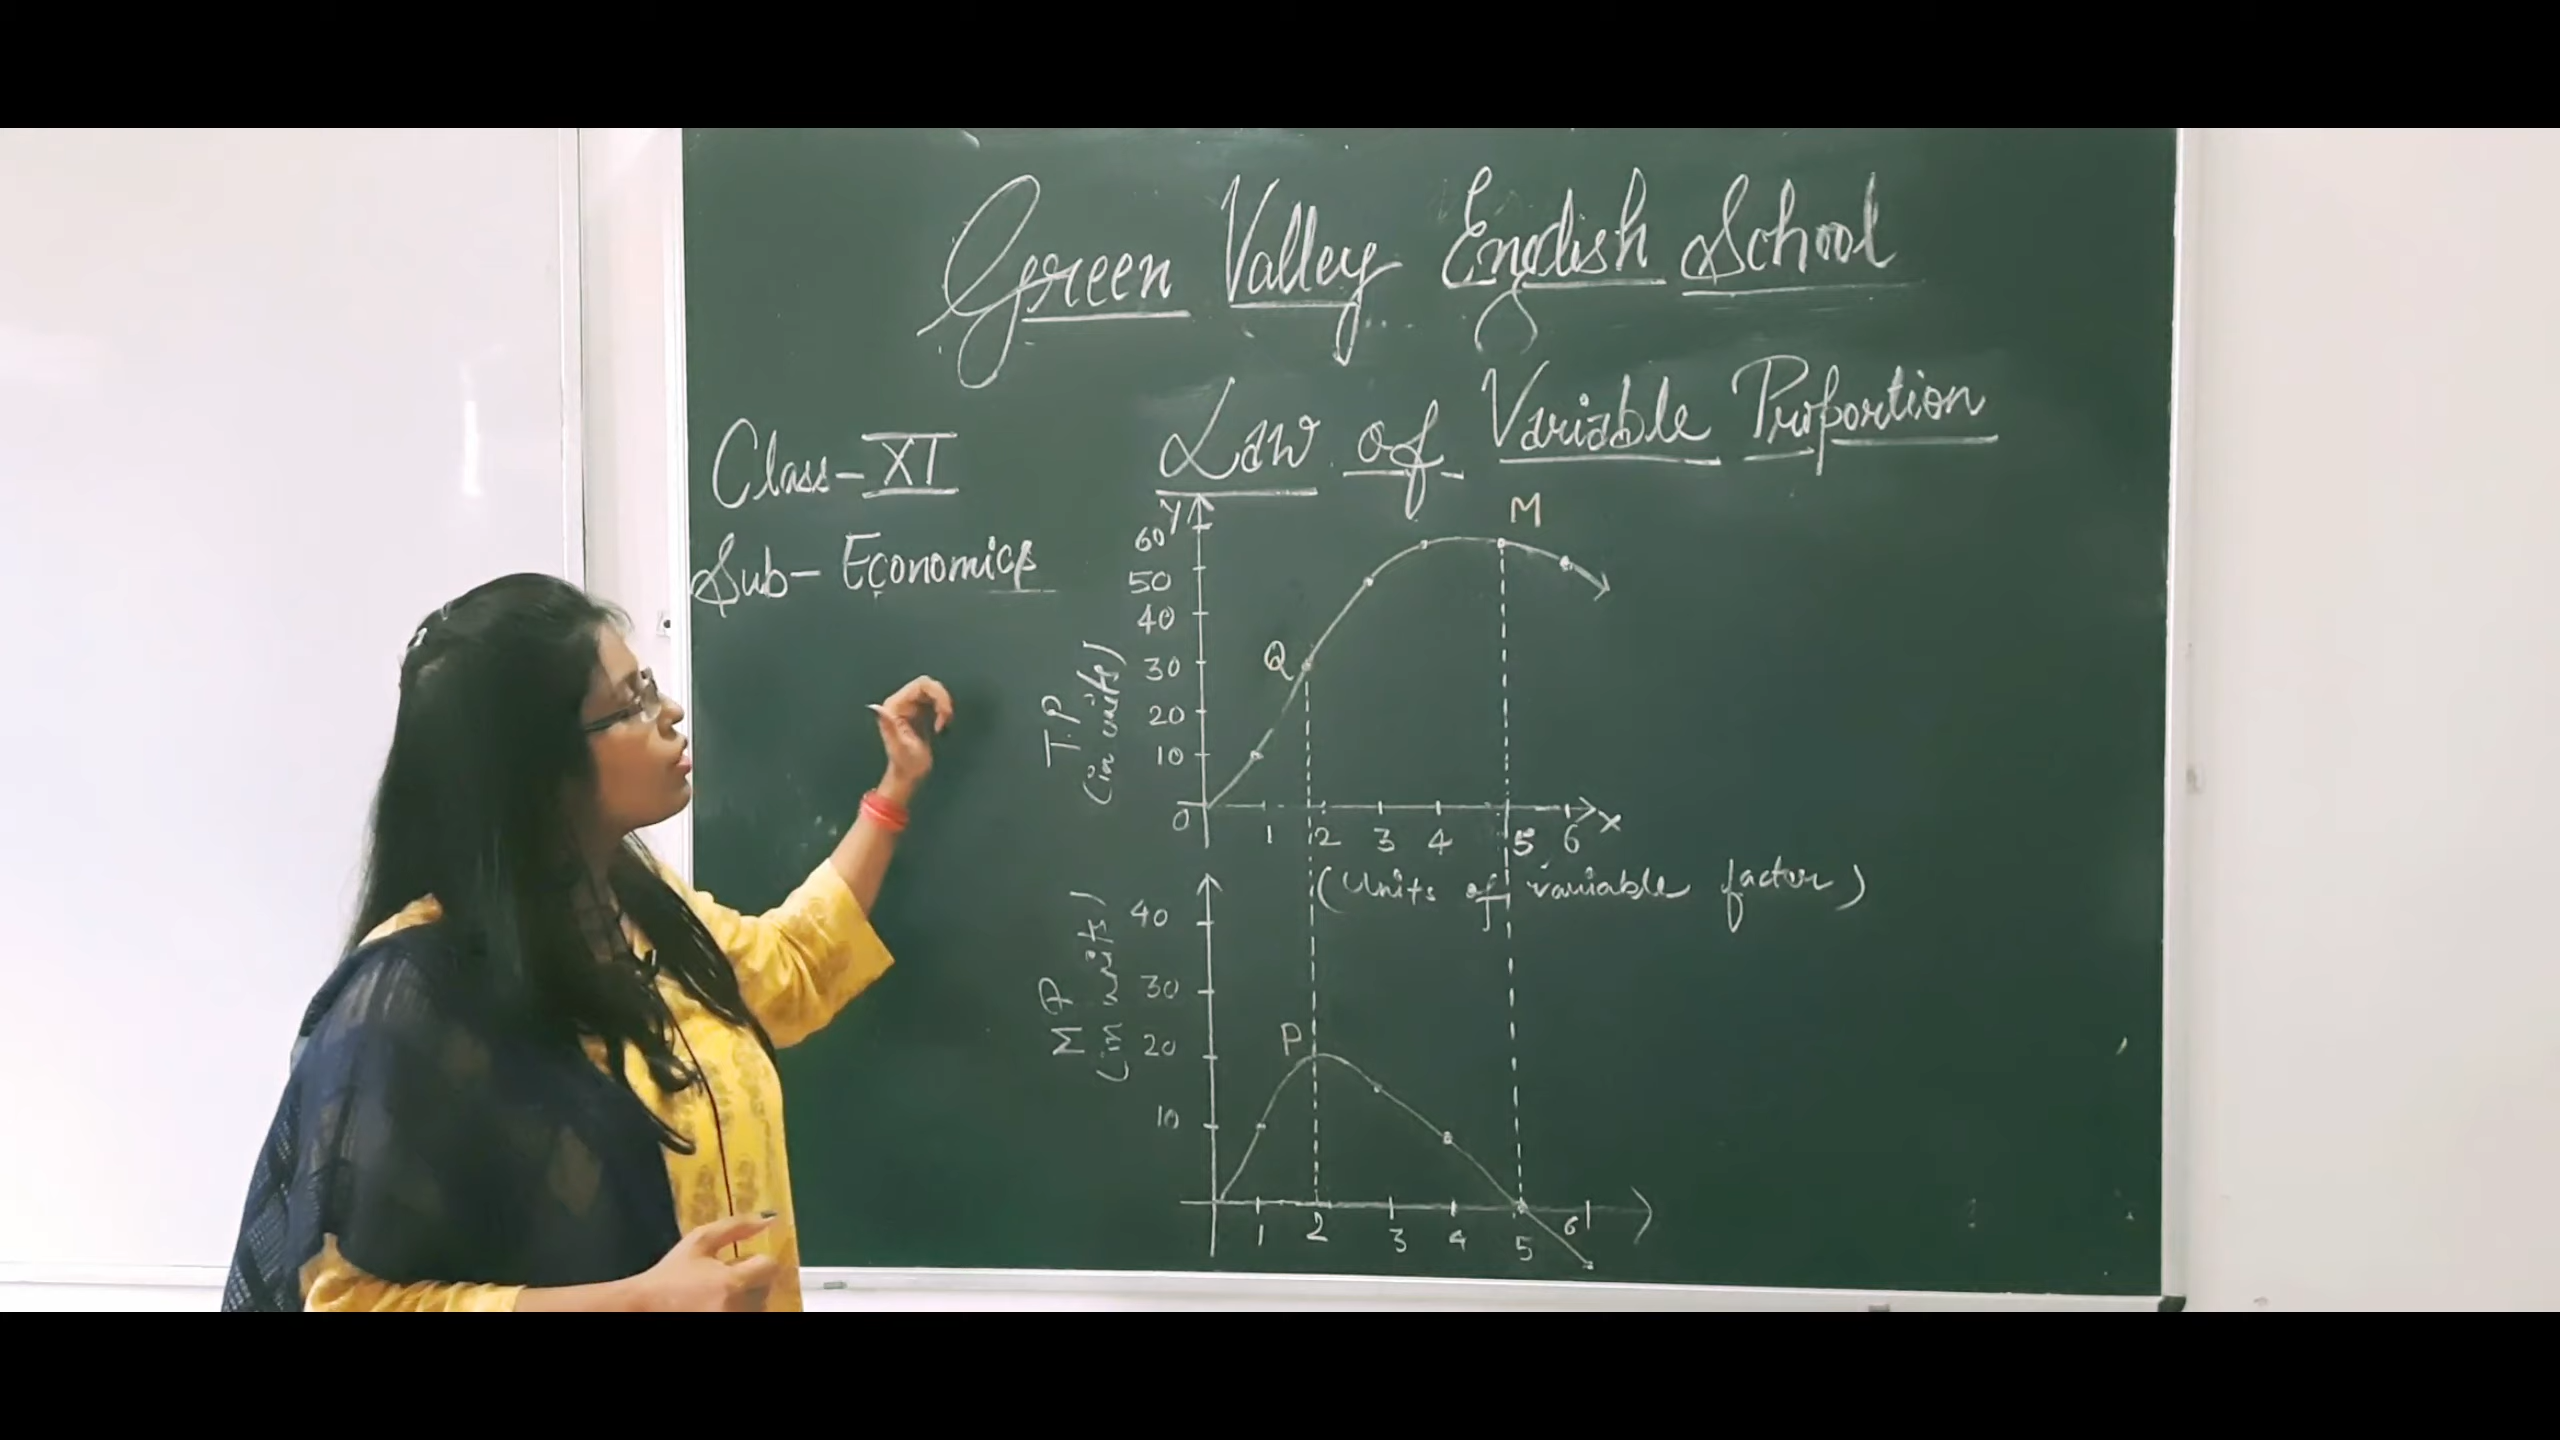 Green Valley English School
Law of Variable Proportion
Class - XI
Sub - Economics
Y
M
60
50
40
Q
30
20
10
T.P
(in units)
0
1 2 3 4 5 6 x
(units of variable factor)
40
30
P
20
10
MP
(in units)
1 2 3 4 5 6